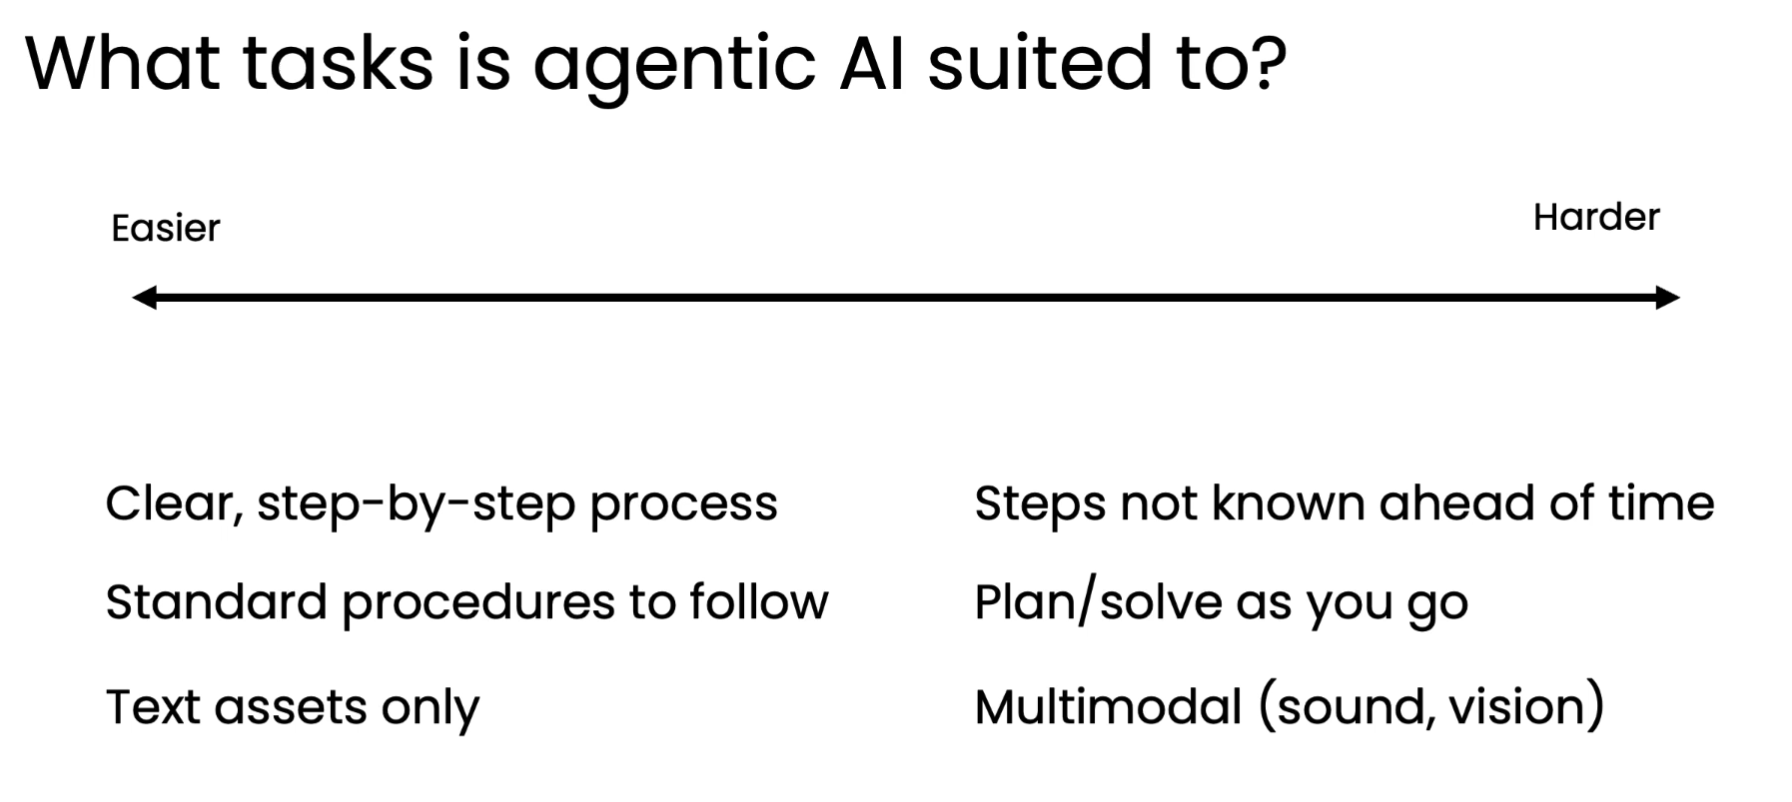 What tasks is agentic AI suited to?
Easier
Harder
Clear, step-by-step process
Steps not known ahead of time
Standard procedures to follow
Plan/solve as you go
Text assets only
Multimodal (sound, vision)